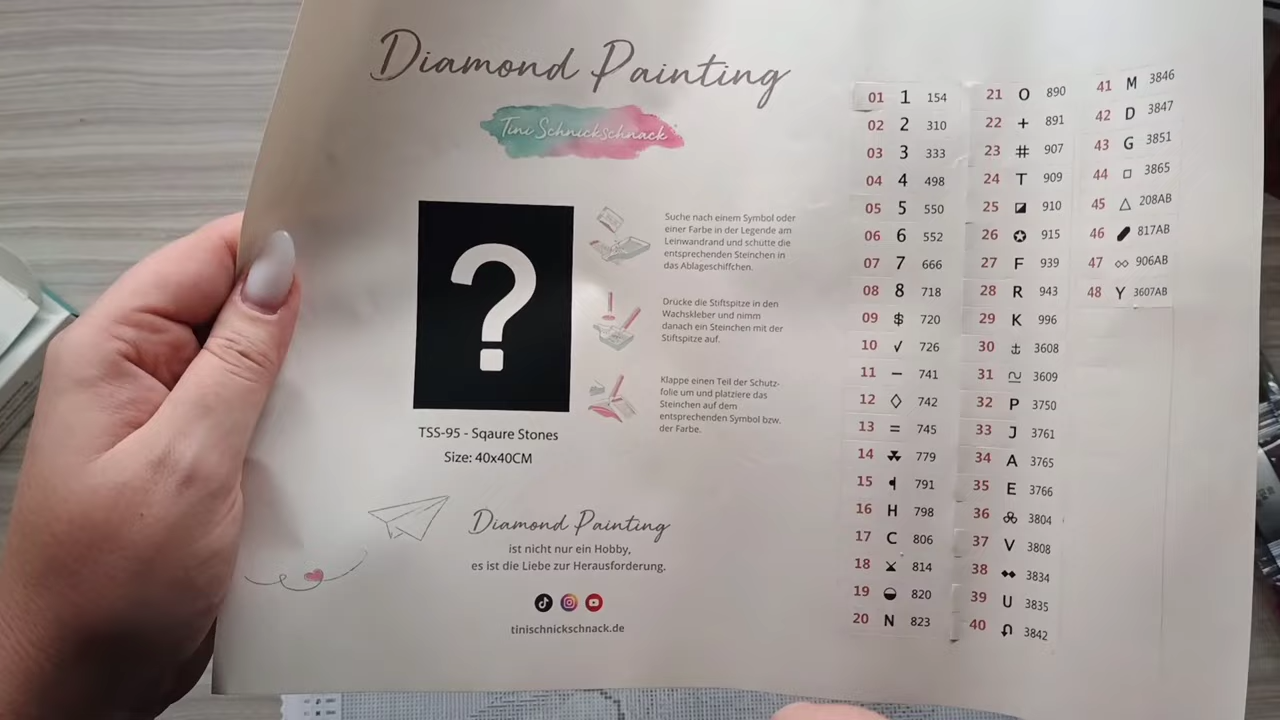 Diamond Painting
Tini Schnickschnack
?
TSS-95 - Sqaure Stones
Size: 40x40CM
Suche nach einem Symbol oder
einer Farbe in der Legende am
Leinwandrand und schütte die
entsprechenden Steinchen in
das Ablageschiffchen.
Drücke die Stiftspitze in den
Wachskleber und nimm
danach ein Steinchen mit der
Stiftspitze auf.
Klappe einen Teil der Schutz-
folie um und platziere das
Steinchen auf dem
entsprechenden Symbol bzw.
der Farbe.
Diamond Painting
ist nicht nur ein Hobby,
es ist die Liebe zur Herausforderung.
tinischnickschnack.de
01 1 154
02 2 310
03 3 333
04 4 498
05 5 550
06 6 552
07 7 666
08 8 718
09 $ 720
10 √ 726
11 − 741
12 ◊ 742
13 = 745
14 779
15 ¶ 791
16 H 798
17 C 806
18 814
19 820
20 N 823
21 O 890
22 + 891
23 # 907
24 T 909
25 ◪ 910
26 ✪ 915
27 F 939
28 R 943
29 K 996
30 3608
31 3609
32 P 3750
33 J 3761
34 A 3765
35 E 3766
36 3804
37 V 3808
38 3834
39 U 3835
40 3842
41 M 3846
42 D 3847
43 G 3851
44 □ 3865
45 △ 208AB
46 817AB
47 906AB
48 Y 3607AB